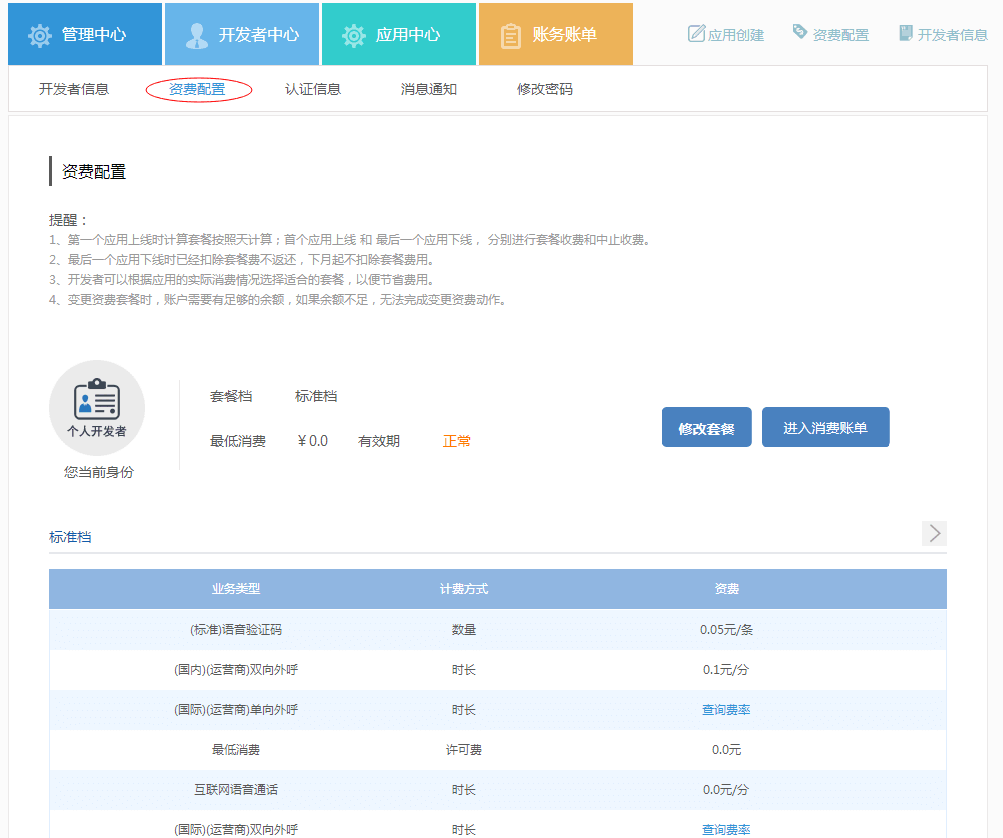 管理中心 开发者中心 应用中心 账务账单 应用创建 资费配置 开发者信息
开发者信息 资费配置 认证信息 消息通知 修改密码
资费配置
提醒：
1、第一个应用上线时计算套餐按照天计算；首个应用上线 和 最后一个应用下线， 分别进行套餐收费和中止收费。
2、最后一个应用下线时已经扣除套餐费不返还，下月起不扣除套餐费用。
3、开发者可以根据应用的实际消费情况选择适合的套餐，以便节省费用。
4、变更资费套餐时，账户需要有足够的余额，如果余额不足，无法完成变更资费动作。
个人开发者
您当前身份
套餐档 标准档
最低消费 ￥0.0 有效期 正常
修改套餐 进入消费账单
标准档
业务类型 计费方式 资费
(标准)语音验证码 数量 0.05元/条
(国内)(运营商)双向外呼 时长 0.1元/分
(国际)(运营商)单向外呼 时长 查询费率
最低消费 许可费 0.0元
互联网语音通话 时长 0.0元/分
(国际)(运营商)双向外呼 时长 查询费率